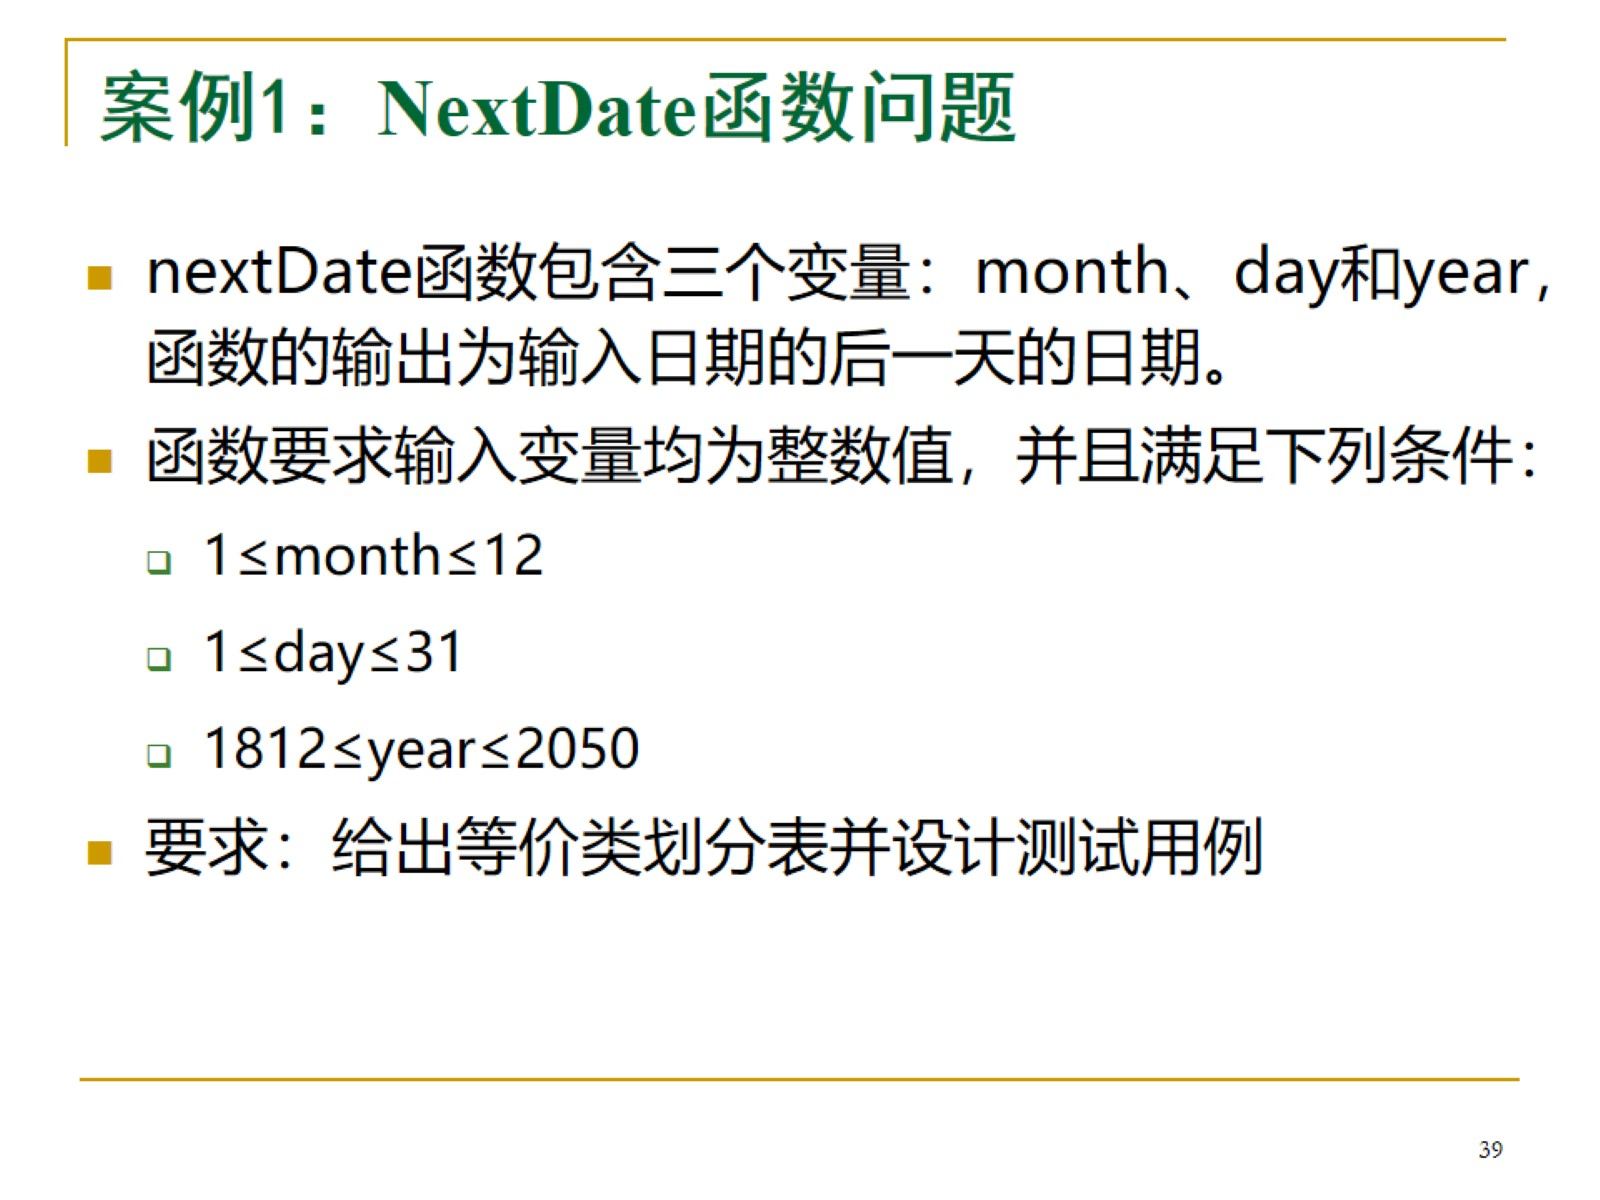 案例1：NextDate函数问题
nextDate函数包含三个变量：month、day和year，
函数的输出为输入日期的后一天的日期。
函数要求输入变量均为整数值，并且满足下列条件：
1≤month≤12
1≤day≤31
1812≤year≤2050
要求：给出等价类划分表并设计测试用例
39